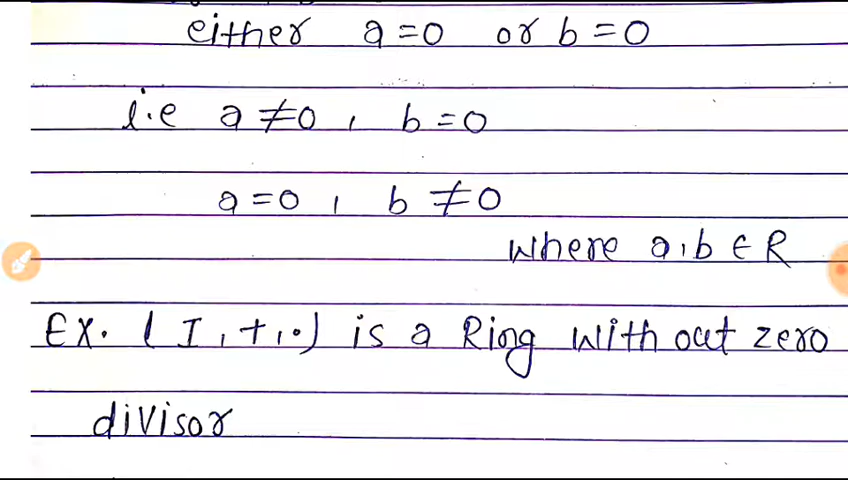 either a = 0 or b = 0
i.e a ≠ 0 , b = 0
a = 0 , b ≠ 0
where a, b ∈ R
Ex. ( I , + , • ) is a Ring with out zero
divisor